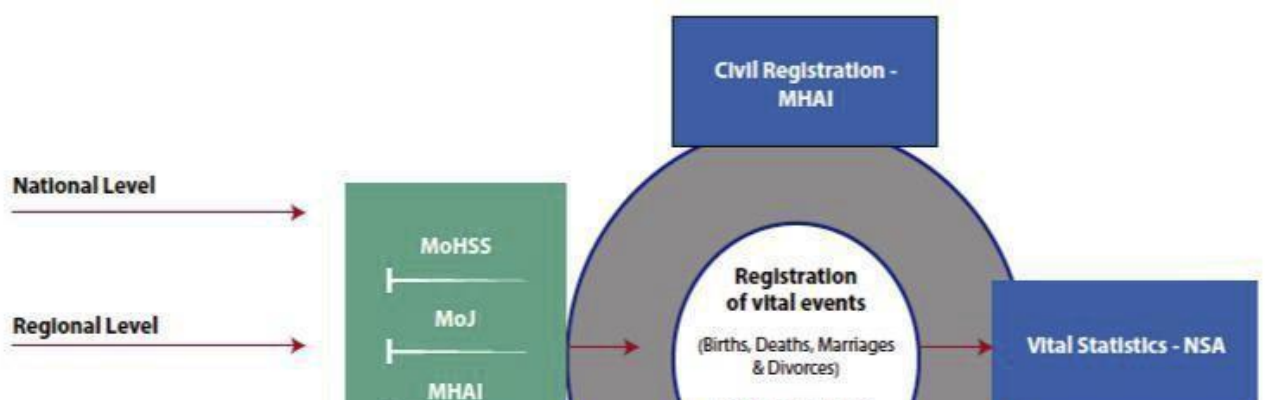 Civil Registration -
MHAI
National Level
MoHSS
Registration
of vital events
Regional Level
MoJ
(Births, Deaths, Marriages
& Divorces)
Vital Statistics - NSA
MHAI